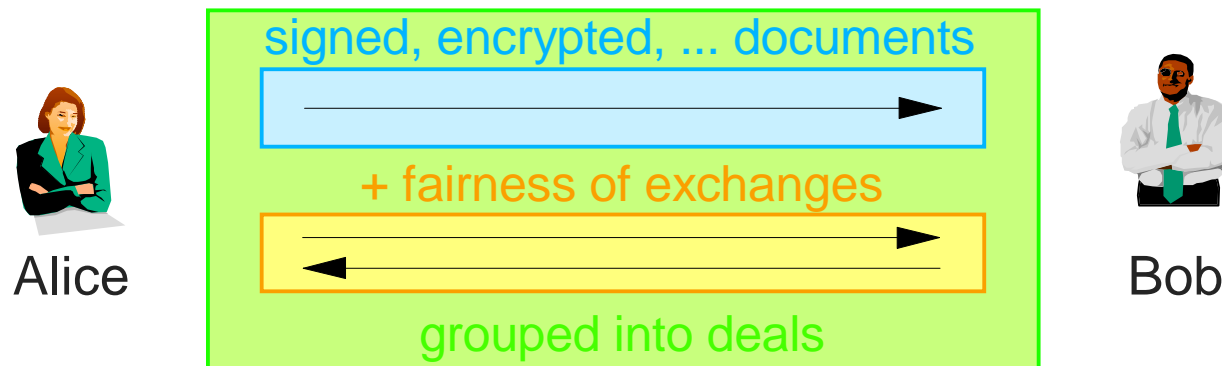 signed, encrypted, ... documents
+ fairness of exchanges
Alice
Bob
grouped into deals